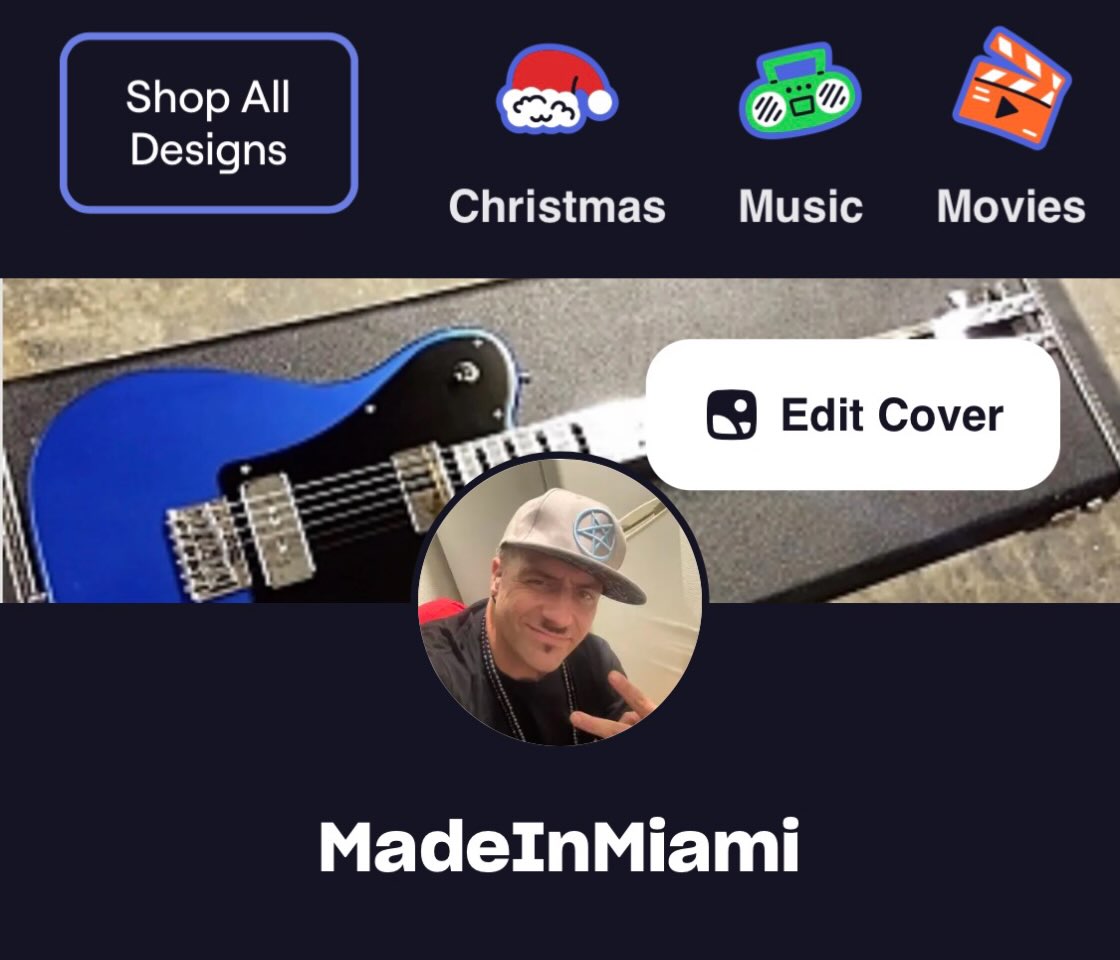 Shop All
Designs
Christmas
Music
Movies
Edit Cover
MadeInMiami